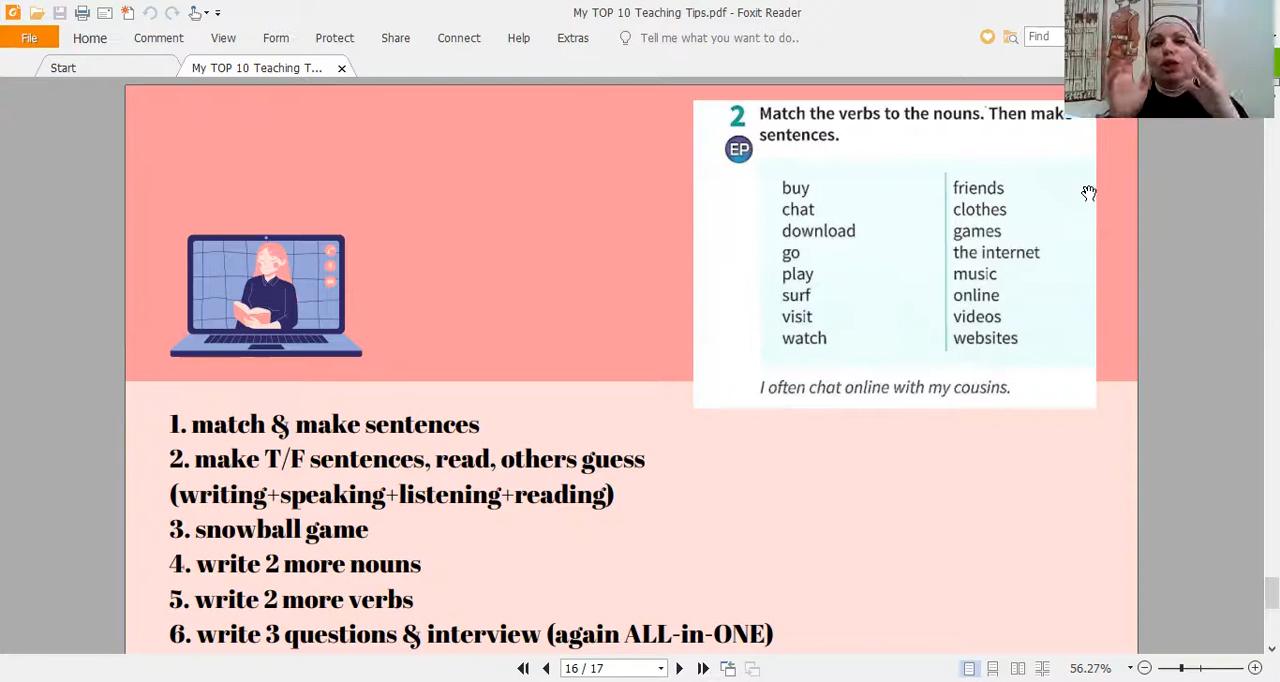 My TOP 10 Teaching Tips.pdf - Foxit Reader
File Home Comment View Form Protect Share Connect Help Extras Tell me what you want to do.. Find
Start My TOP 10 Teaching T...
2 Match the verbs to the nouns. Then make
sentences.
EP
buy friends
chat clothes
download games
go the internet
play music
surf online
visit videos
watch websites
I often chat online with my cousins.
1. match & make sentences
2. make T/F sentences, read, others guess
(writing+speaking+listening+reading)
3. snowball game
4. write 2 more nouns
5. write 2 more verbs
6. write 3 questions & interview (again ALL-in-ONE)
16 / 17 56.27%